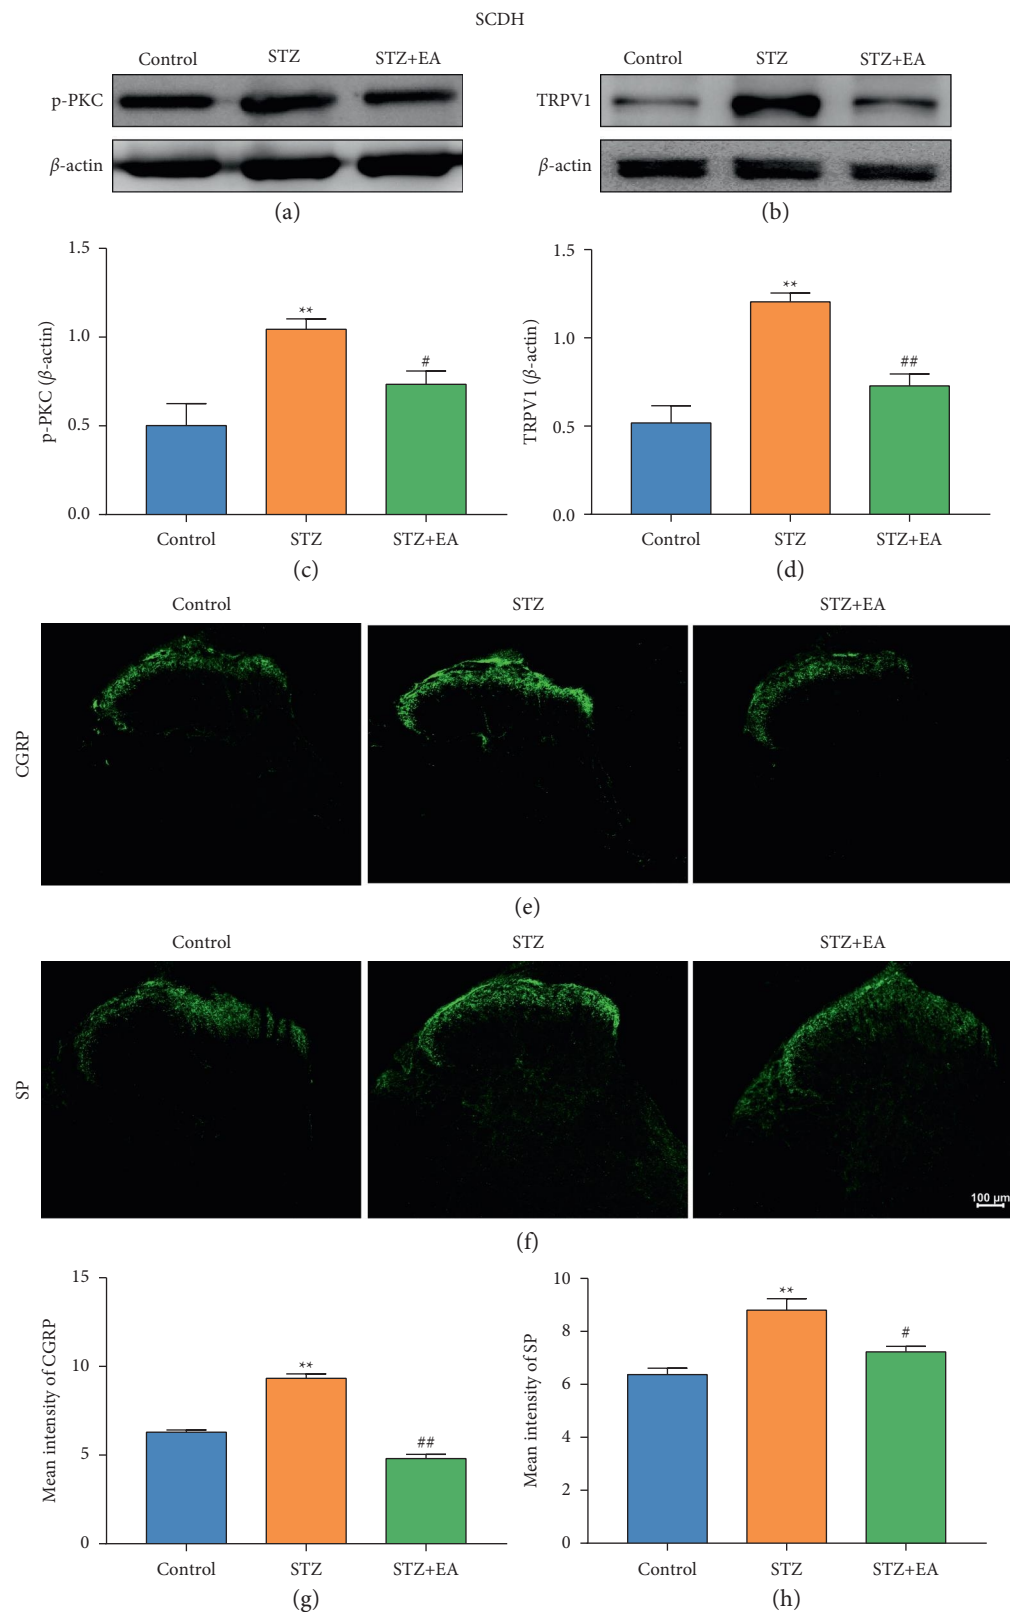 SCDH
Control STZ STZ+EA
p-PKC
β-actin
(a)
Control STZ STZ+EA
TRPV1
β-actin
(b)
1.5
1.0
0.5
0.0
p-PKC (β-actin)
**
#
Control STZ STZ+EA
(c)
1.5
1.0
0.5
0.0
TRPV1 (β-actin)
**
##
Control STZ STZ+EA
(d)
Control STZ STZ+EA
CGRP
(e)
Control STZ STZ+EA
SP
100 μm
(f)
15
10
5
0
Mean intensity of CGRP
**
##
Control STZ STZ+EA
(g)
10
8
6
4
2
0
Mean intensity of SP
**
#
Control STZ STZ+EA
(h)